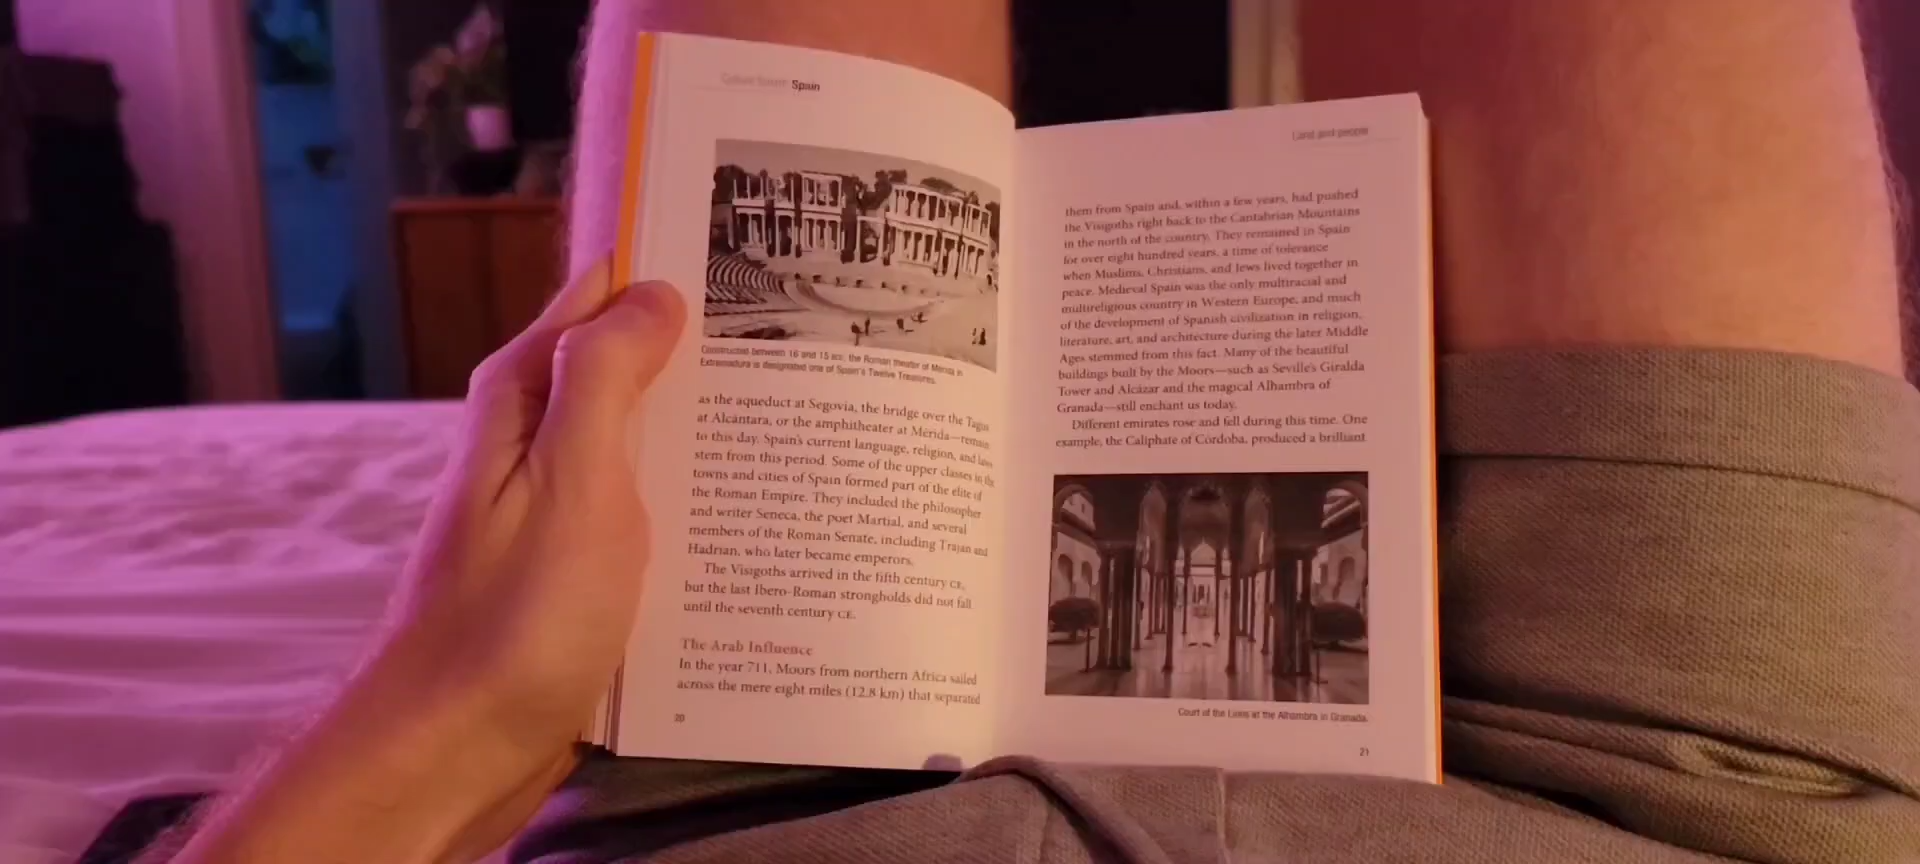 Culture Smart! Spain
Constructed between 16 and 15 BCE, the Roman theater of Mérida in
Extremadura is designated one of Spain's Twelve Treasures.
as the aqueduct at Segovia, the bridge over the Tagus
at Alcántara, or the amphitheater at Mérida—remain
to this day. Spain's current language, religion, and laws
stem from this period. Some of the upper classes in the
towns and cities of Spain formed part of the elite of
the Roman Empire. They included the philosopher
and writer Seneca, the poet Martial, and several
members of the Roman Senate, including Trajan and
Hadrian, who later became emperors.
The Visigoths arrived in the fifth century CE,
but the last Ibero-Roman strongholds did not fall
until the seventh century CE.
The Arab Influence
In the year 711, Moors from northern Africa sailed
across the mere eight miles (12.8 km) that separated
20
Land and people
them from Spain and, within a few years, had pushed
the Visigoths right back to the Cantabrian Mountains
in the north of the country. They remained in Spain
for over eight hundred years, a time of tolerance
when Muslims, Christians, and Jews lived together in
peace. Medieval Spain was the only multiracial and
multireligious country in Western Europe, and much
of the development of Spanish civilization in religion,
literature, art, and architecture during the later Middle
Ages stemmed from this fact. Many of the beautiful
buildings built by the Moors—such as Seville's Giralda
Tower and Alcázar and the magical Alhambra of
Granada—still enchant us today.
Different emirates rose and fell during this time. One
example, the Caliphate of Córdoba, produced a brilliant
Court of the Lions at the Alhambra in Granada.
21